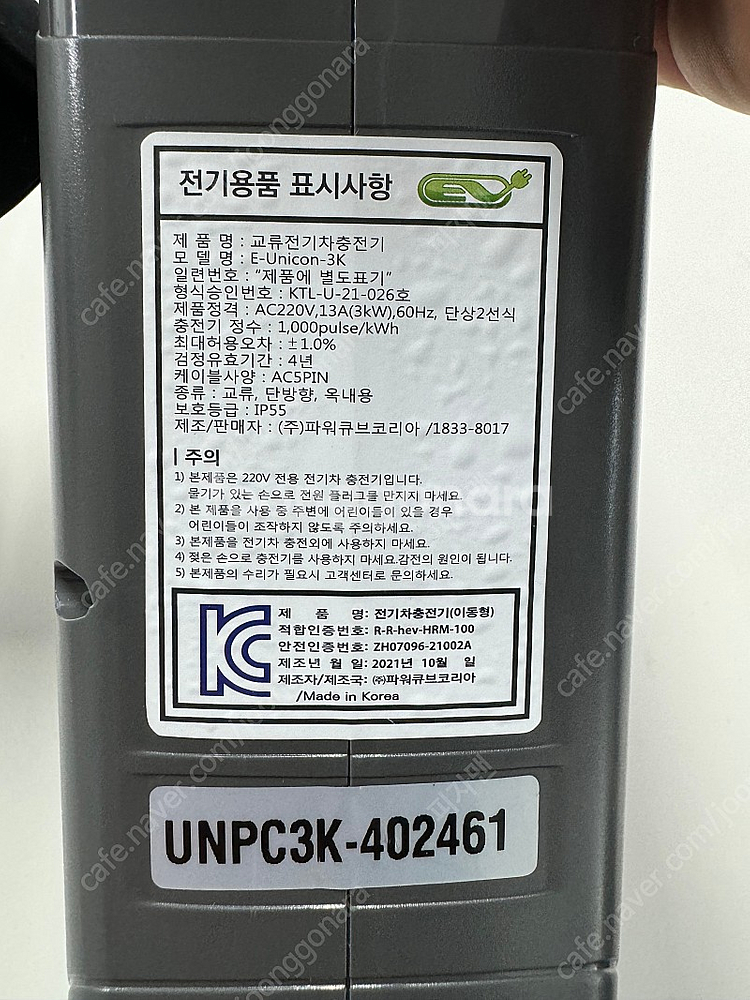 전기용품 표시사항 EV
제 품 명 : 교류전기차충전기
모 델 명 : E-Unicon-3K
일련번호 : "제품에 별도표기"
형식승인번호 : KTL-U-21-026호
제품정격 : AC220V,13A(3kW),60Hz, 단상2선식
충전기 정수 : 1,000pulse/kWh
최대허용오차 : ±1.0%
검정유효기간 : 4년
케이블사양 : AC5PIN
종류 : 교류, 단방향, 옥내용
보호등급 : IP55
제조/판매자 : (주)파워큐브코리아 /1833-8017
| 주의
1) 본제품은 220V 전용 전기차 충전기입니다.
물기가 있는 손으로 전원 플러그를 만지지 마세요.
2) 본 제품을 사용 중 주변에 어린이들이 있을 경우
어린이들이 조작하지 않도록 주의하세요.
3) 본제품을 전기차 충전외에 사용하지 마세요.
4) 젖은 손으로 충전기를 사용하지 마세요.감전의 원인이 됩니다.
5) 본제품의 수리가 필요시 고객센터로 문의하세요.
KC
제 품 명: 전기차충전기(이동형)
적합인증번호: R-R-hev-HRM-100
안전인증번호: ZH07096-21002A
제조년 월 일: 2021년 10월 일
제조자/제조국: ㈜파워큐브코리아
/Made in Korea
UNPC3K-402461